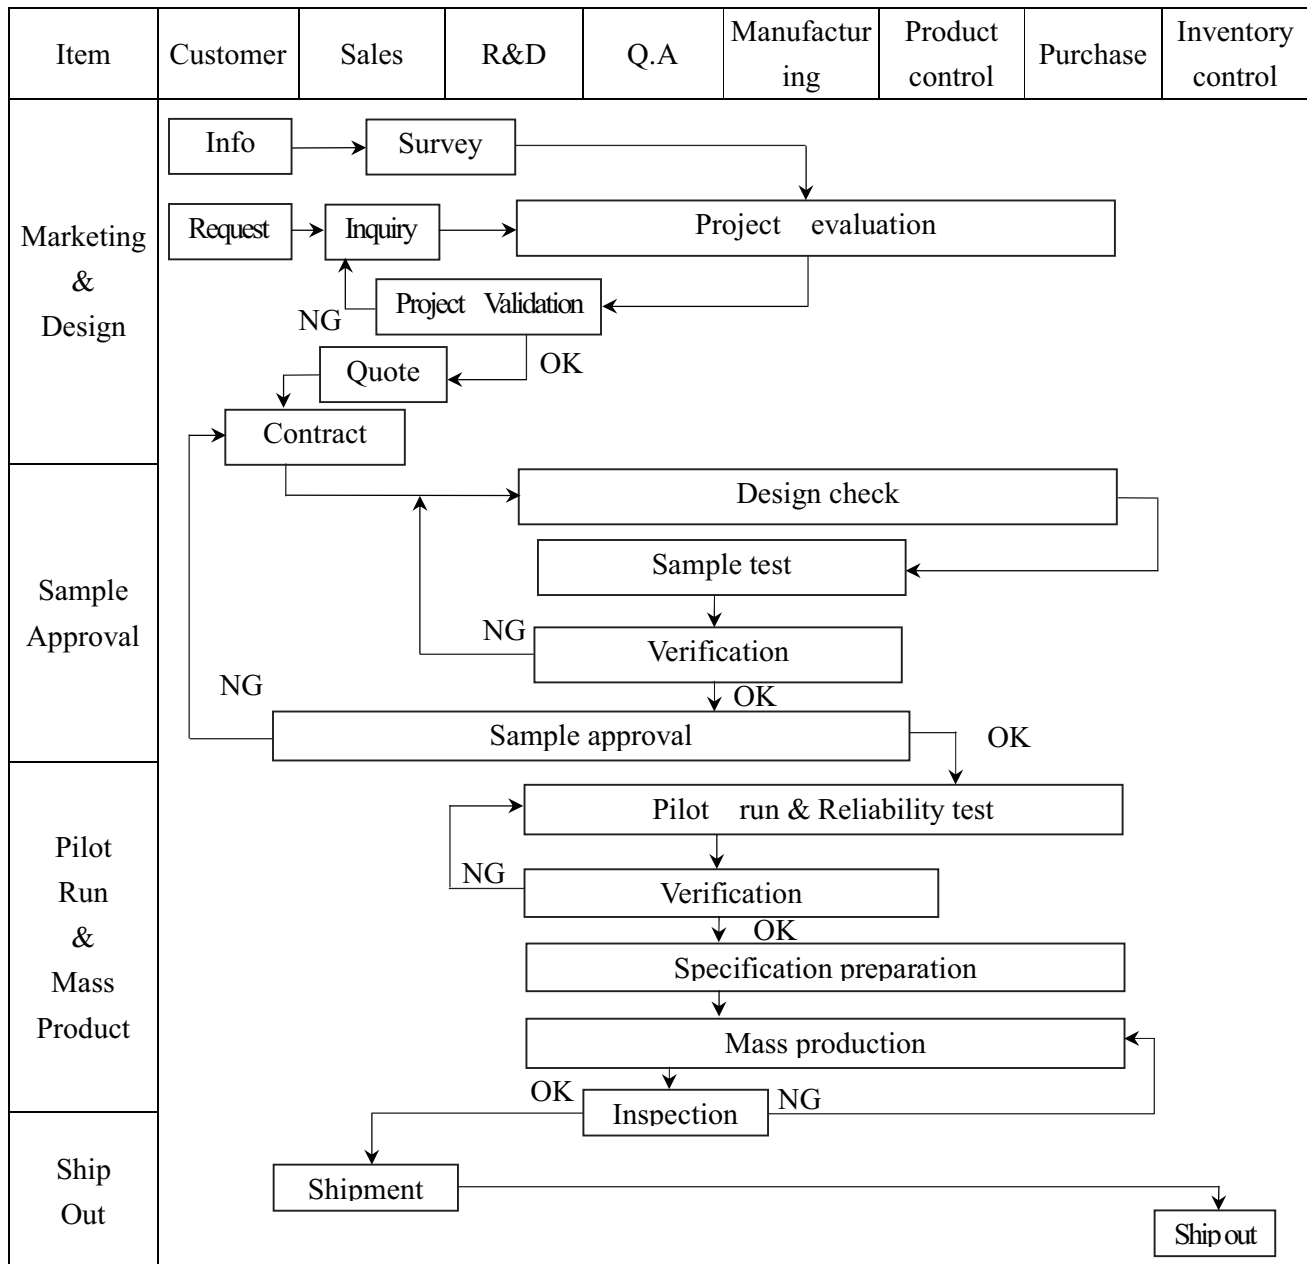 Item
Customer
Sales
R&D
Q.A
Manufactur
ing
Product
control
Purchase
Inventory
control
Marketing
&
Design
Info
Survey
Request
Inquiry
Project evaluation
Project Validation
NG
OK
Quote
Contract
Sample
Approval
Design check
Sample test
NG
Verification
OK
NG
Sample approval
OK
Pilot
Run
&
Mass
Product
Pilot run & Reliability test
NG
Verification
OK
Specification preparation
Mass production
OK
Inspection
NG
Ship
Out
Shipment
Ship out